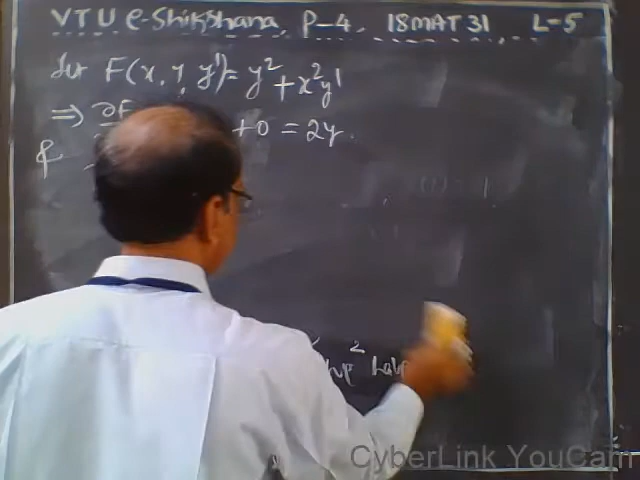 VTU e-Shikshana, P-4, 18MAT31 L-5
let F(x, y, y') = y² + x²y'
⇒ ∂F + 0 = 2y.
&
CyberLink YouCam